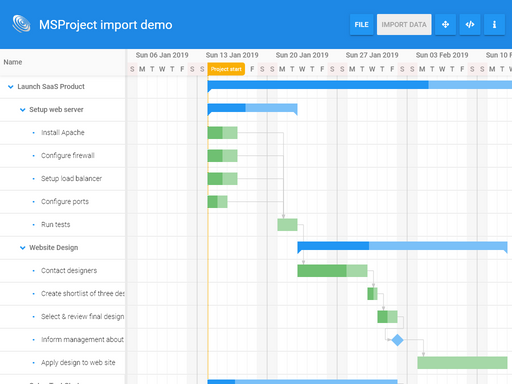 MSProject import demo
FILE
IMPORT DATA
Name
Sun 06 Jan 2019 Sun 13 Jan 2019 Sun 20 Jan 2019 Sun 27 Jan 2019 Sun 03 Feb 2019 Sun 10 F
S M T W T F S S Project start F S S M T W T F S S M T W T F S S M T W T F S S M
Launch SaaS Product
Setup web server
Install Apache
Configure firewall
Setup load balancer
Configure ports
Run tests
Website Design
Contact designers
Create shortlist of three des
Select & review final design
Inform management about
Apply design to web site